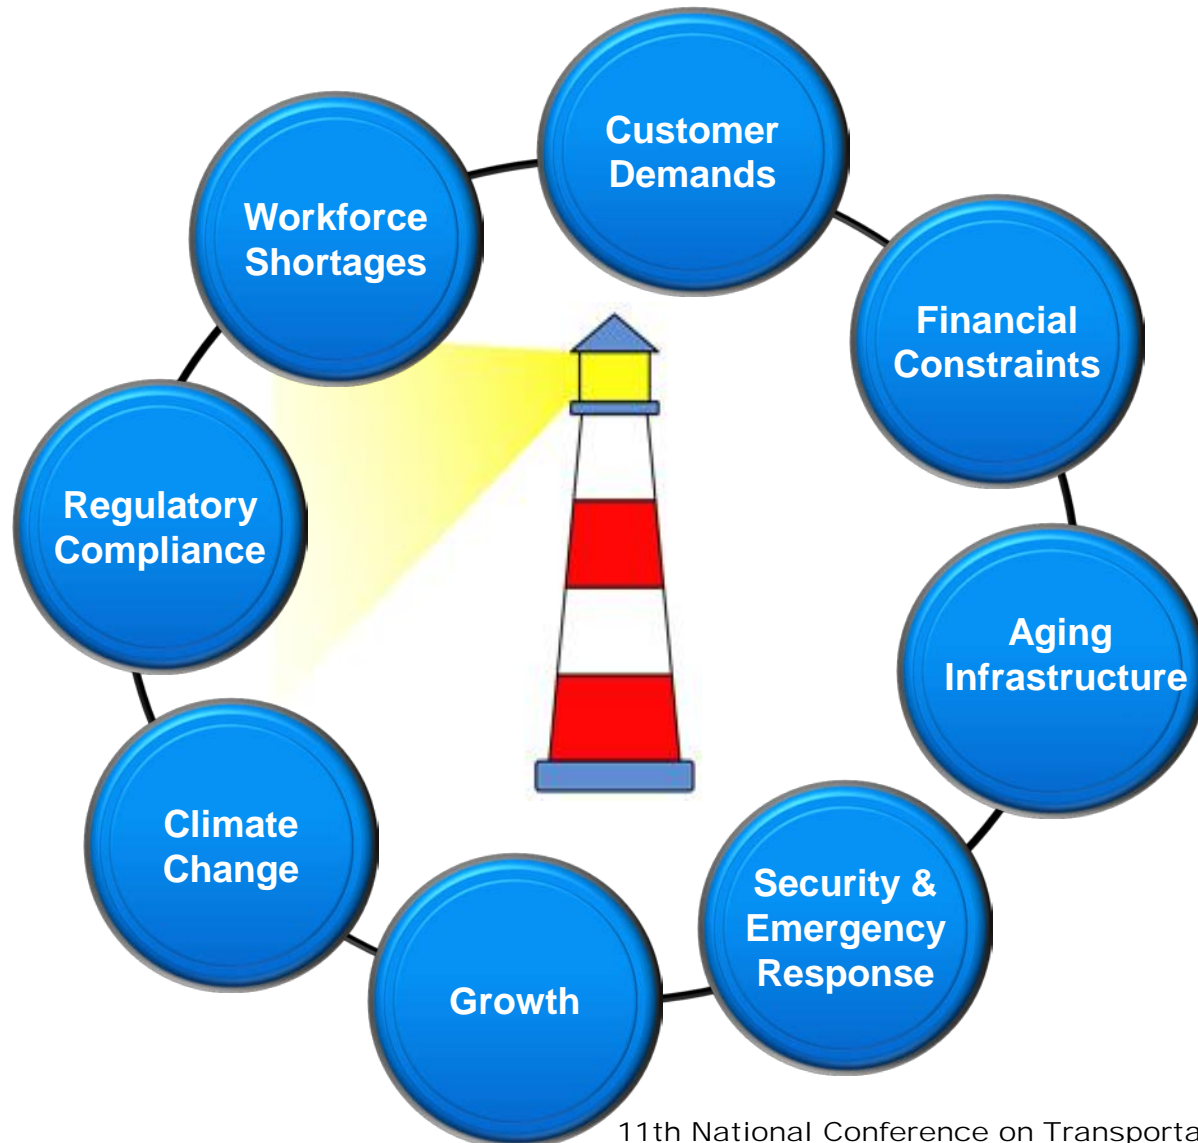 Customer
Demands
Workforce
Shortages
Financial
Constraints
Regulatory
Compliance
Aging
Infrastructure
Climate
Change
Security &
Emergency
Response
Growth
11th National Conference on Transporta